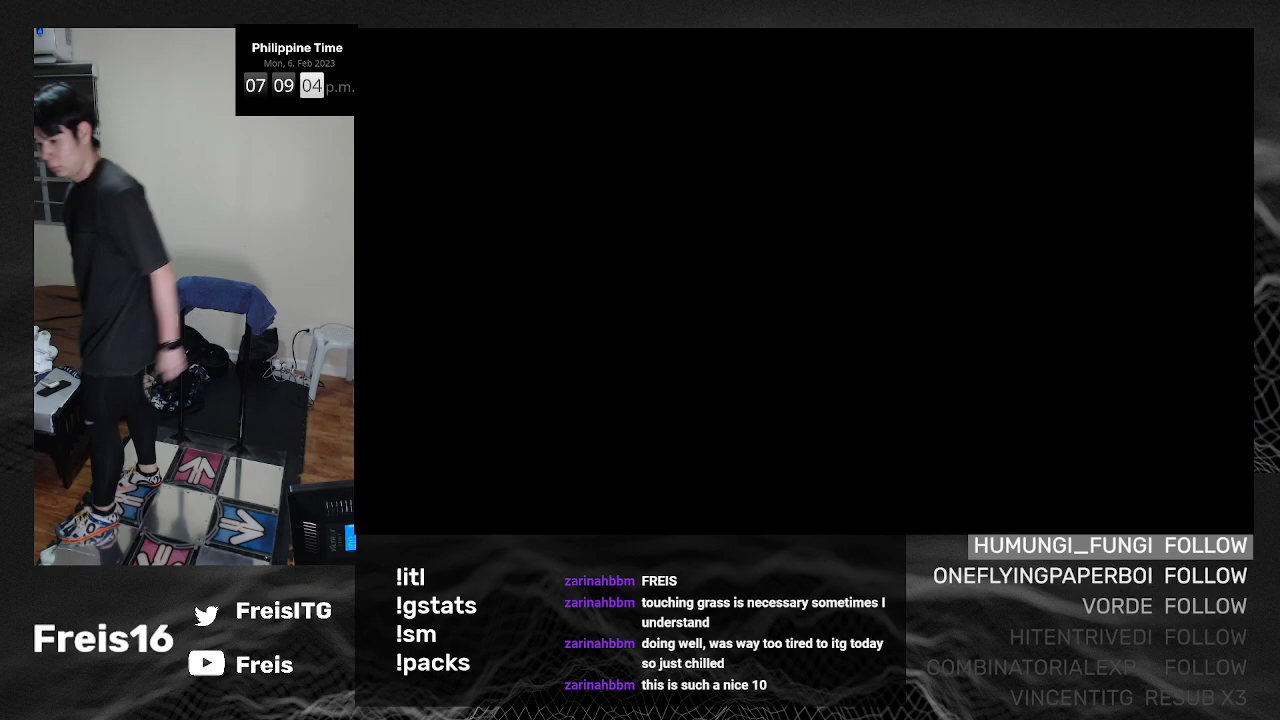 Philippine Time
Mon, 6. Feb 2023
07 09 04 p.m.
!itl
!gstats
!sm
!packs
zarinahbbm FREIS
zarinahbbm touching grass is necessary sometimes I
understand
zarinahbbm doing well, was way too tired to itg today
so just chilled
zarinahbbm this is such a nice 10
HUMUNGI_FUNGI FOLLOW
ONEFLYINGPAPERBOI FOLLOW
VORDE FOLLOW
HITENTRIVEDI FOLLOW
COMBINATORIALEXP FOLLOW
VINCENTITG RESUB X3
Freis16
FreisITG
Freis